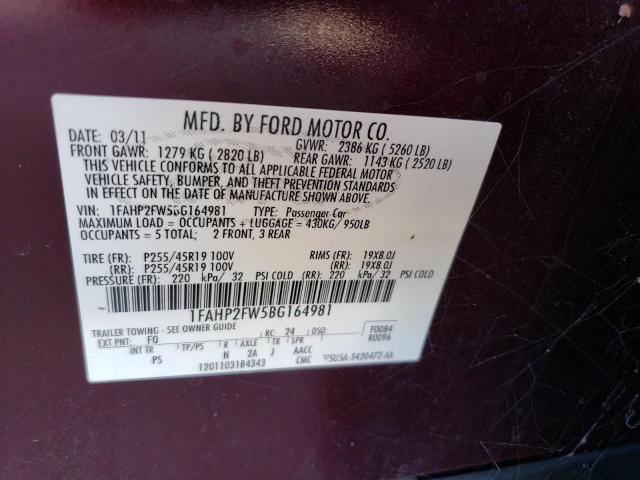 MFD. BY FORD MOTOR CO.
DATE: 03/11 GVWR: 2386 KG ( 5260 LB)
FRONT GAWR: 1279 KG ( 2820 LB) REAR GAWR: 1143 KG ( 2520 LB)
THIS VEHICLE CONFORMS TO ALL APPLICABLE FEDERAL MOTOR
VEHICLE SAFETY, BUMPER, AND THEFT PREVENTION STANDARDS
IN EFFECT ON THE DATE OF MANUFACTURE SHOWN ABOVE.
VIN: 1FAHP2FW5BG164981 TYPE: Passenger Car
MAXIMUM LOAD = OCCUPANTS + LUGGAGE = 430KG/ 950LB
OCCUPANTS = 5 TOTAL; 2 FRONT, 3 REAR
TIRE (FR): P255/45R19 100V RIMS (FR): 19X8.0J
(RR): P255/45R19 100V (RR): 19X8.0J
PRESSURE (FR): 220 kPa/ 32 PSI COLD (RR): 220 kPa/ 32 PSI COLD
1FAHP2FW5BG164981
TRAILER TOWING - SEE OWNER GUIDE RC: 24 DSO: F0084
EXT PNT: FQ R0096
INT TR TP/PS R AXLE TR SPR
PS N 2A J AACC
12011031B4343 CMC 5U5A-5420472-AA